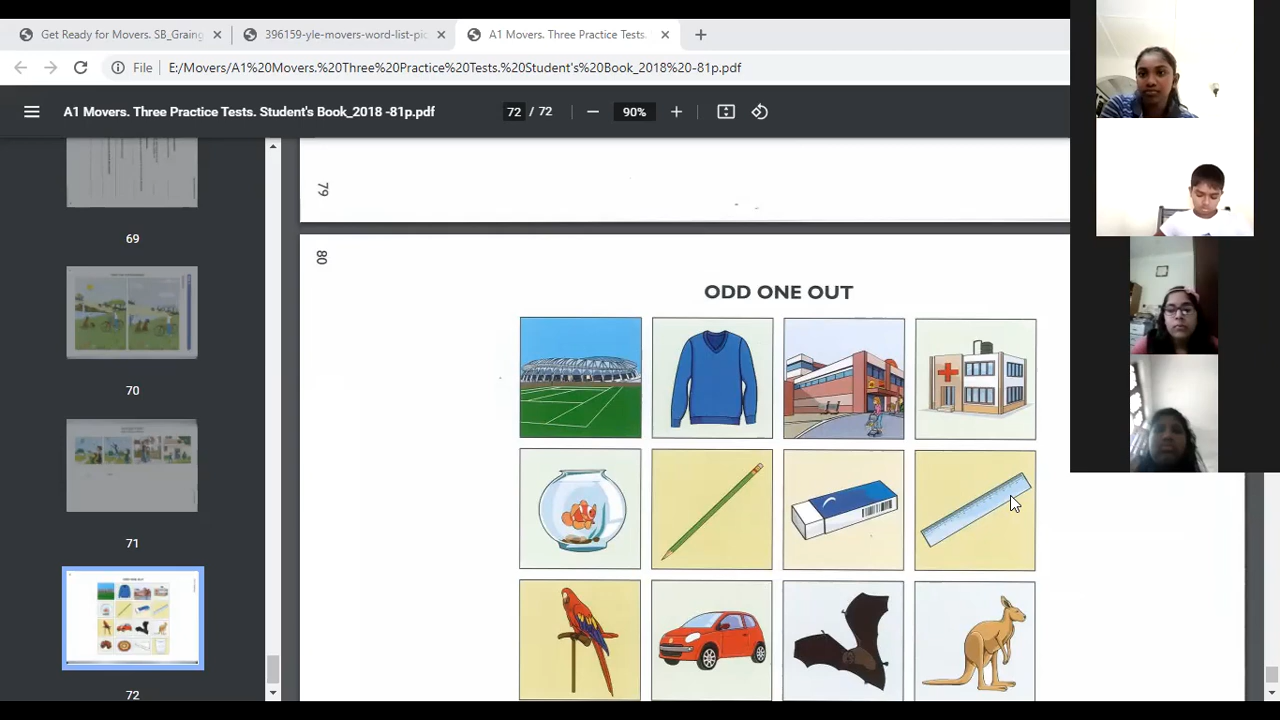 Get Ready for Movers. SB_Graing
396159-yle-movers-word-list-pic
A1 Movers. Three Practice Tests.
File
E:/Movers/A1%20Movers.%20Three%20Practice%20Tests.%20Student's%20Book_2018%20-81p.pdf
A1 Movers. Three Practice Tests. Student's Book_2018 -81p.pdf
72 / 72
90%
69
70
71
72
79
80
ODD ONE OUT